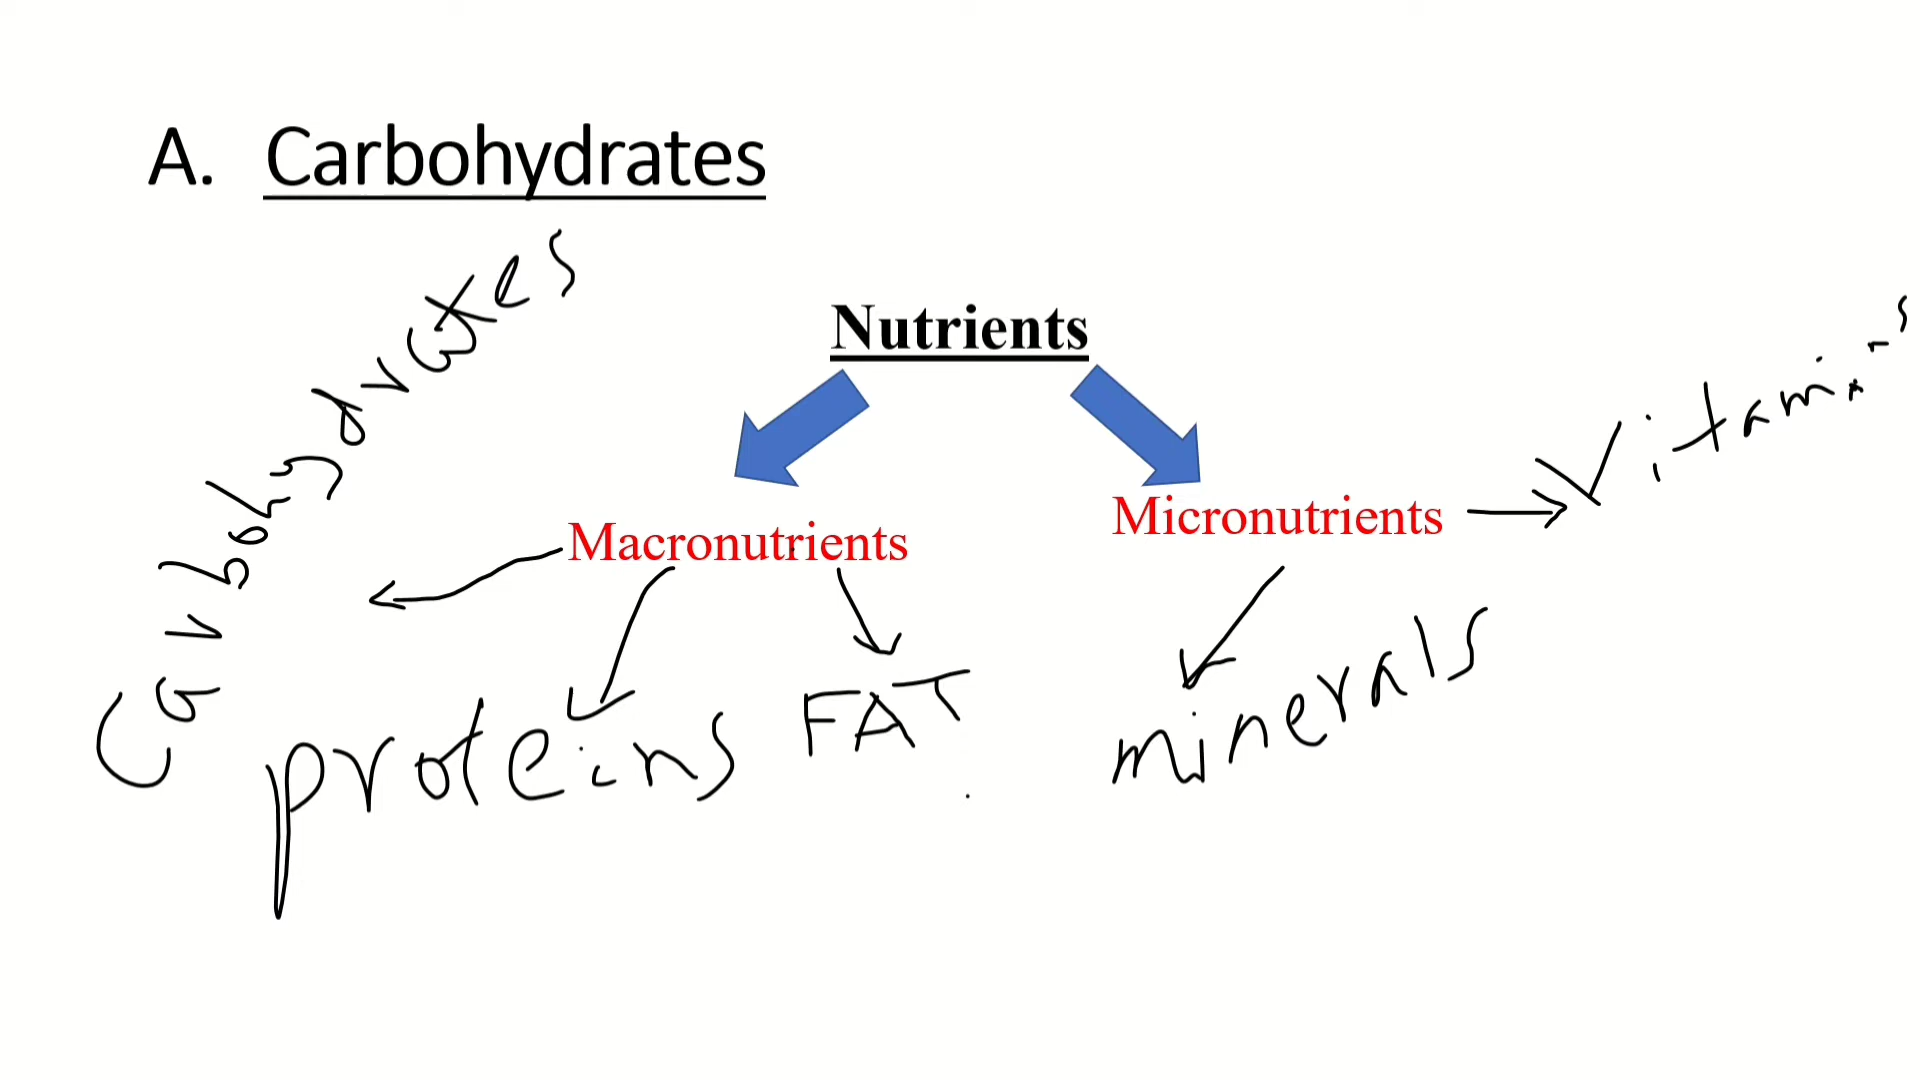 A. Carbohydrates
Nutrients
Macronutrients
Micronutrients
Carbohydrates
proteins
FAT
minerals
Vitamins